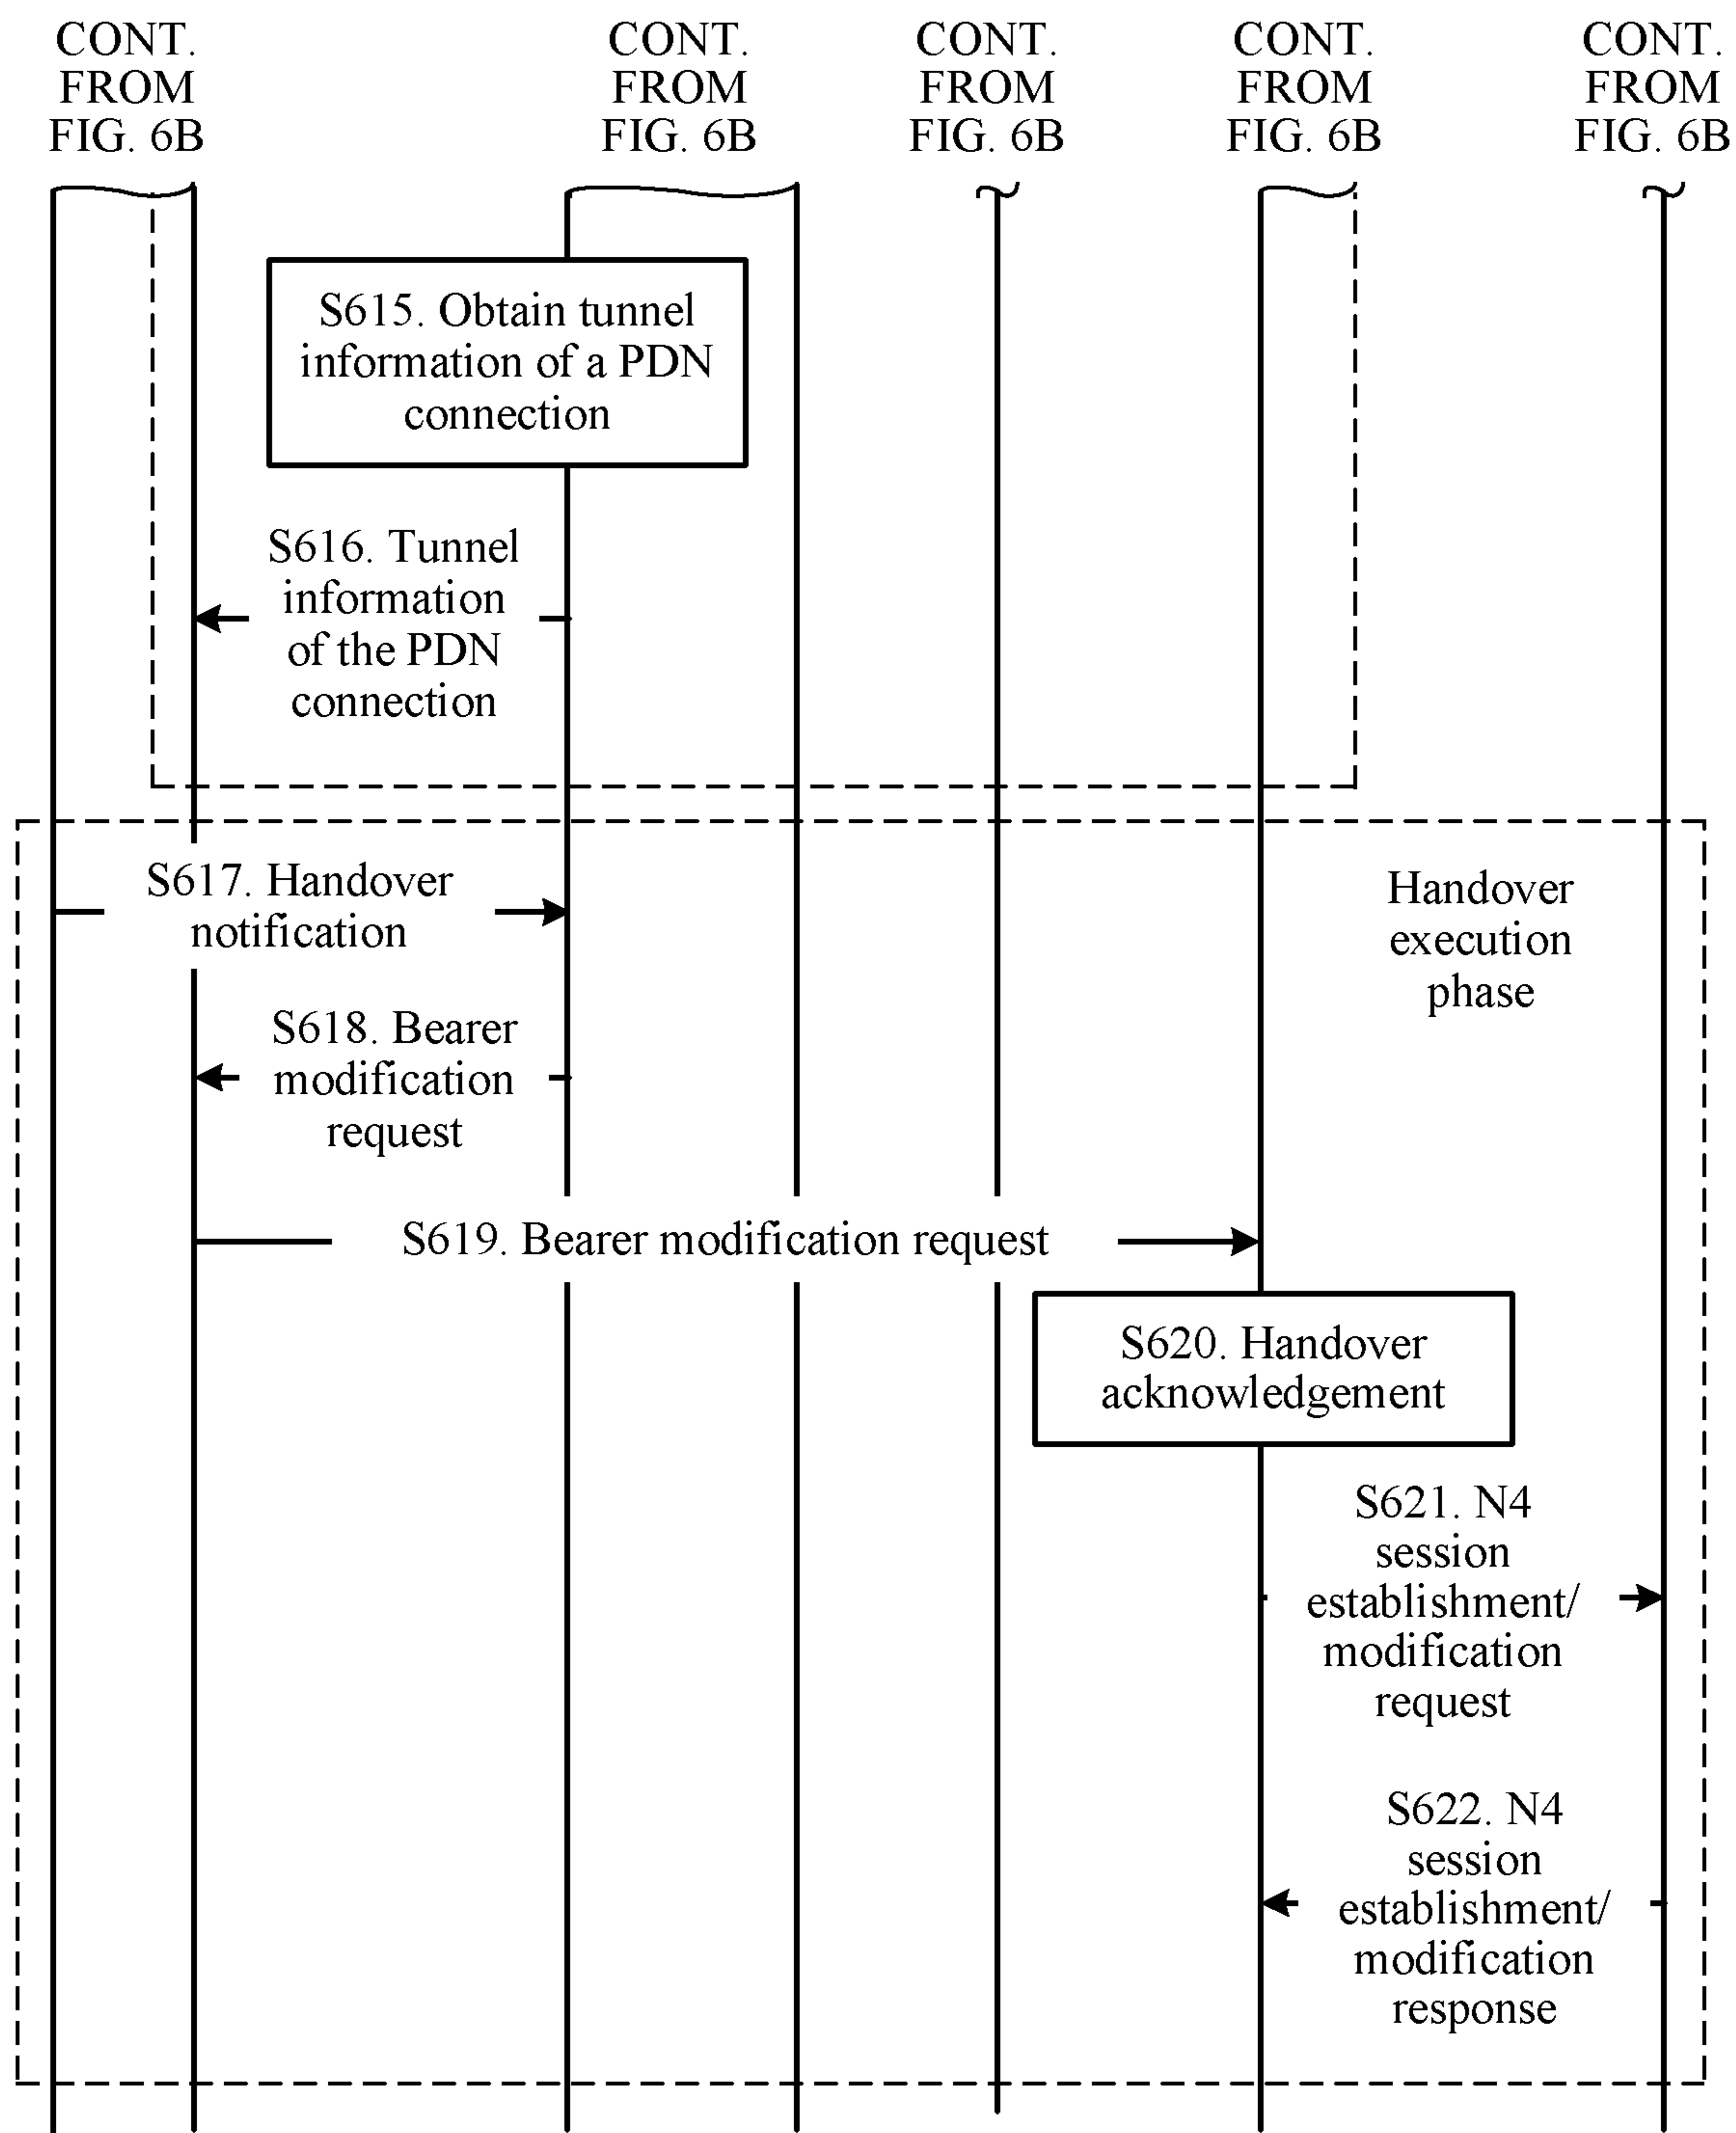 CONT.
FROM
FIG. 6B
CONT.
FROM
FIG. 6B
CONT.
FROM
FIG. 6B
CONT.
FROM
FIG. 6B
CONT.
FROM
FIG. 6B
S615. Obtain tunnel
information of a PDN
connection
S616. Tunnel
information
of the PDN
connection
S617. Handover
notification
Handover
execution
phase
S618. Bearer
modification
request
S619. Bearer modification request
S620. Handover
acknowledgement
S621. N4
session
establishment/
modification
request
S622. N4
session
establishment/
modification
response